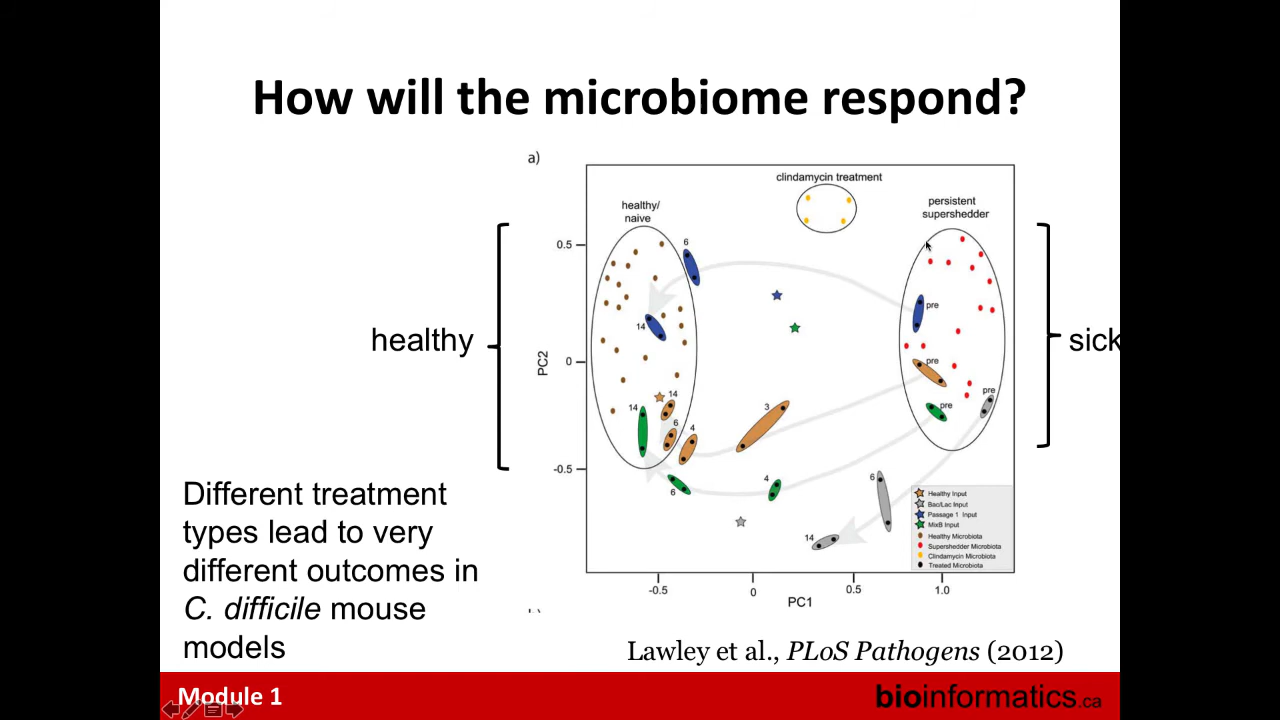 How will the microbiome respond?
a)
clindamycin treatment
healthy/
naive
persistent
supershedder
0.5
0
-0.5
PC2
6
14
pre
pre
pre
pre
14
14
6
4
3
6
4
6
14
healthy
sick
Healthy Input
Bac/Lac Input
Passage 1 Input
MixB Input
Healthy Microbiota
Supershedder Microbiota
Clindamycin Microbiota
Treated Microbiota
-0.5
0
0.5
1.0
PC1
Different treatment
types lead to very
different outcomes in
C. difficile mouse
models
Lawley et al., PLoS Pathogens (2012)
Module 1
bioinformatics.ca